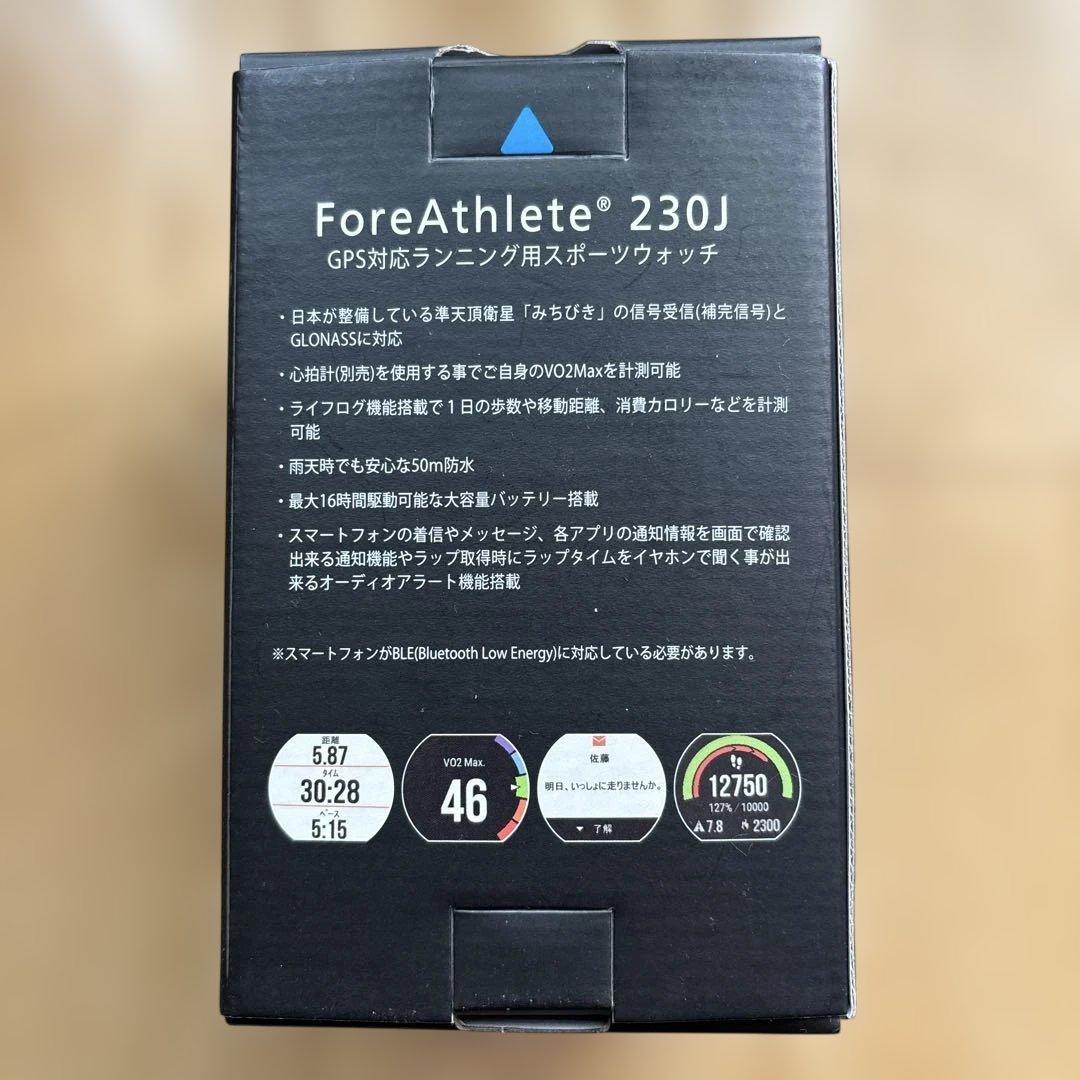 ForeAthlete® 230J
GPS対応ランニング用スポーツウォッチ
・日本が整備している準天頂衛星「みちびき」の信号受信(補完信号)と
GLONASSに対応
・心拍計(別売)を使用する事でご自身のVO2Maxを計測可能
・ライフログ機能搭載で1日の歩数や移動距離、消費カロリーなどを計測
可能
・雨天時でも安心な50m防水
・最大16時間駆動可能な大容量バッテリー搭載
・スマートフォンの着信やメッセージ、各アプリの通知情報を画面で確認
出来る通知機能やラップ取得時にラップタイムをイヤホンで聞く事が出
来るオーディオアラート機能搭載
※スマートフォンがBLE(Bluetooth Low Energy)に対応している必要があります。
距離
5.87
タイム
30:28
ペース
5:15
VO2 Max.
46
佐藤
明日、いっしょに走りませんか。
▼ 了解
12750
127% / 10000
7.8 2300